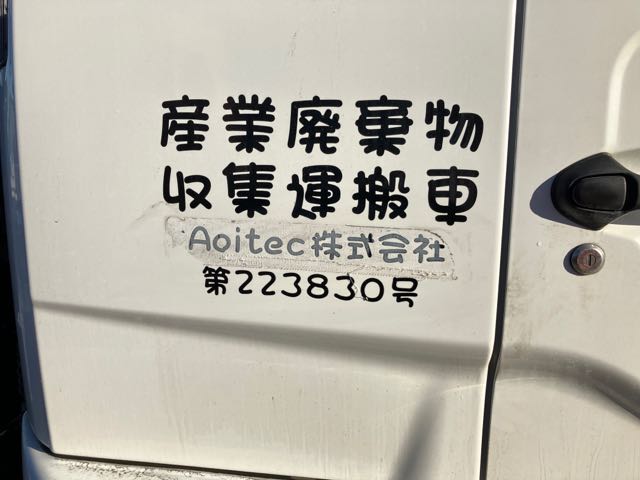 産業廃棄物
収集運搬車
Aoitec株式会社
第223830号